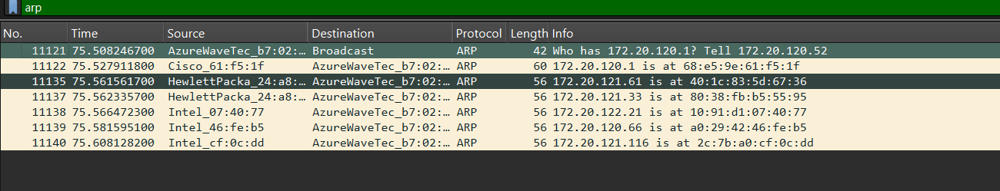 arp
No. Time Source Destination Protocol Length Info
11121 75.508246700 AzureWaveTec_b7:02:… Broadcast ARP 42 Who has 172.20.120.1? Tell 172.20.120.52
11122 75.527911800 Cisco_61:f5:1f AzureWaveTec_b7:02:… ARP 60 172.20.120.1 is at 68:e5:9e:61:f5:1f
11135 75.561561700 HewlettPacka_24:a8:… AzureWaveTec_b7:02:… ARP 56 172.20.121.61 is at 40:1c:83:5d:67:36
11137 75.562335700 HewlettPacka_24:a8:… AzureWaveTec_b7:02:… ARP 56 172.20.121.33 is at 80:38:fb:b5:55:95
11138 75.566472300 Intel_07:40:77 AzureWaveTec_b7:02:… ARP 56 172.20.122.21 is at 10:91:d1:07:40:77
11139 75.581595100 Intel_46:fe:b5 AzureWaveTec_b7:02:… ARP 56 172.20.120.66 is at a0:29:42:46:fe:b5
11140 75.608128200 Intel_cf:0c:dd AzureWaveTec_b7:02:… ARP 56 172.20.121.116 is at 2c:7b:a0:cf:0c:dd